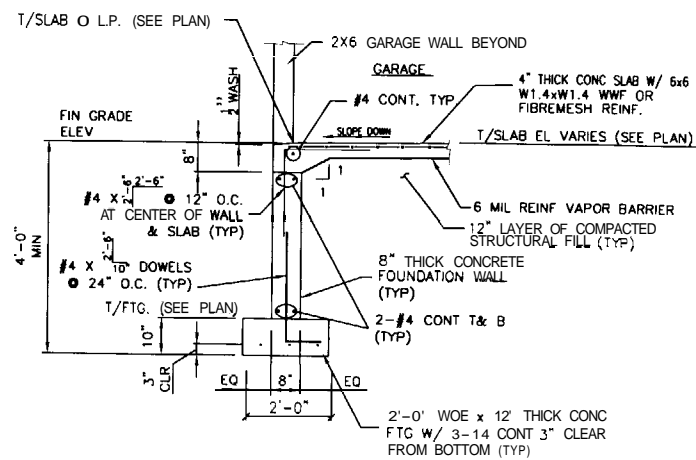 T/SLAB O L.P. (SEE PLAN)
2X6 GARAGE WALL BEYOND
GARAGE
1"
2 WASH
#4 CONT. TYP
4" THICK CONC SLAB W/ 6x6
W1.4xW1.4 WWF OR
FIBREMESH REINF.
FIN GRADE
ELEV
SLOPE DOWN
T/SLAB EL VARIES (SEE PLAN)
8"
1
1
#4 X 2'-6" 2'-6" @ 12" O.C.
AT CENTER OF WALL
& SLAB (TYP)
6 MIL REINF VAPOR BARRIER
12" LAYER OF COMPACTED
STRUCTURAL FILL (TYP)
4'-0"
MIN
#4 X 2'-6" 10" DOWELS
@ 24" O.C. (TYP)
8" THICK CONCRETE
FOUNDATION WALL
(TYP)
T/FTG. (SEE PLAN)
2-#4 CONT T& B
(TYP)
10"
3"
CLR
EQ 8" EQ
2'-0"
2'-0' WOE x 12' THICK CONC
FTG W/ 3-14 CONT 3" CLEAR
FROM BOTTOM (TYP)